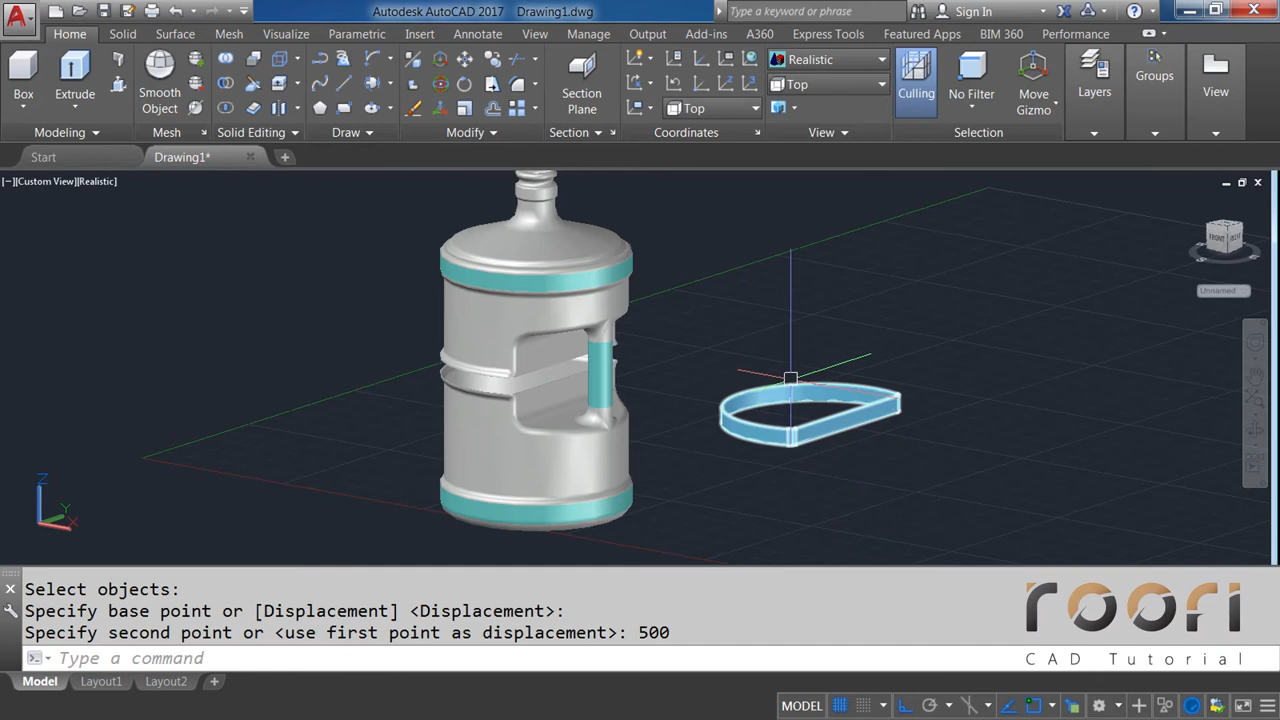 Autodesk AutoCAD 2017 Drawing1.dwg
Type a keyword or phrase
Sign In
Home Solid Surface Mesh Visualize Parametric Insert Annotate View Manage Output Add-ins A360 Express Tools Featured Apps BIM 360 Performance
Box
Extrude
Smooth
Object
Section
Plane
Realistic
Top
Top
Culling
No Filter
Move
Gizmo
Layers
Groups
View
Modeling
Mesh
Solid Editing
Draw
Modify
Section
Coordinates
View
Selection
Start
Drawing1*
[−][Custom View][Realistic]
FRONT
Unnamed
Z
Y
X
Select objects:
Specify base point or [Displacement] <Displacement>:
Specify second point or <use first point as displacement>: 500
Type a command
roori
CAD Tutorial
Model Layout1 Layout2
MODEL